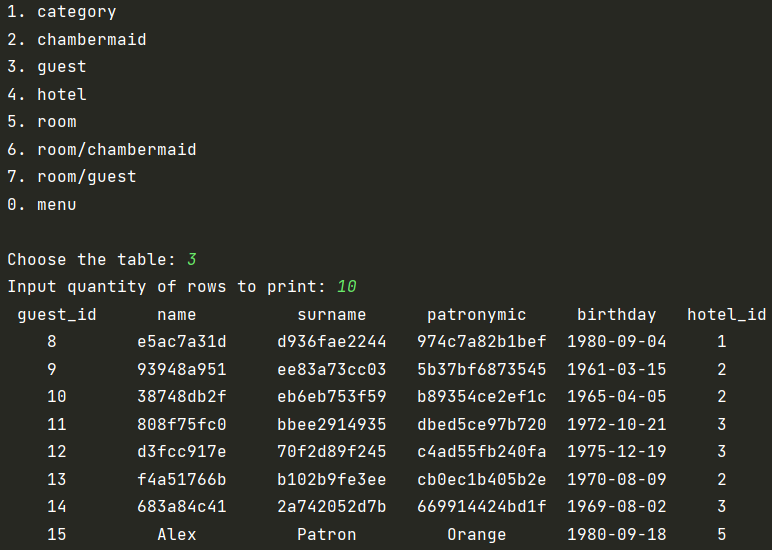 1. category
2. chambermaid
3. guest
4. hotel
5. room
6. room/chambermaid
7. room/guest
0. menu
Choose the table: 3
Input quantity of rows to print: 10
guest_id name surname patronymic birthday hotel_id
8 e5ac7a31d d936fae2244 974c7a82b1bef 1980-09-04 1
9 93948a951 ee83a73cc03 5b37bf6873545 1961-03-15 2
10 38748db2f eb6eb753f59 b89354ce2ef1c 1965-04-05 2
11 808f75fc0 bbee2914935 dbed5ce97b720 1972-10-21 3
12 d3fcc917e 70f2d89f245 c4ad55fb240fa 1975-12-19 3
13 f4a51766b b102b9fe3ee cb0ec1b405b2e 1970-08-09 2
14 683a84c41 2a742052d7b 669914424bd1f 1969-08-02 3
15 Alex Patron Orange 1980-09-18 5